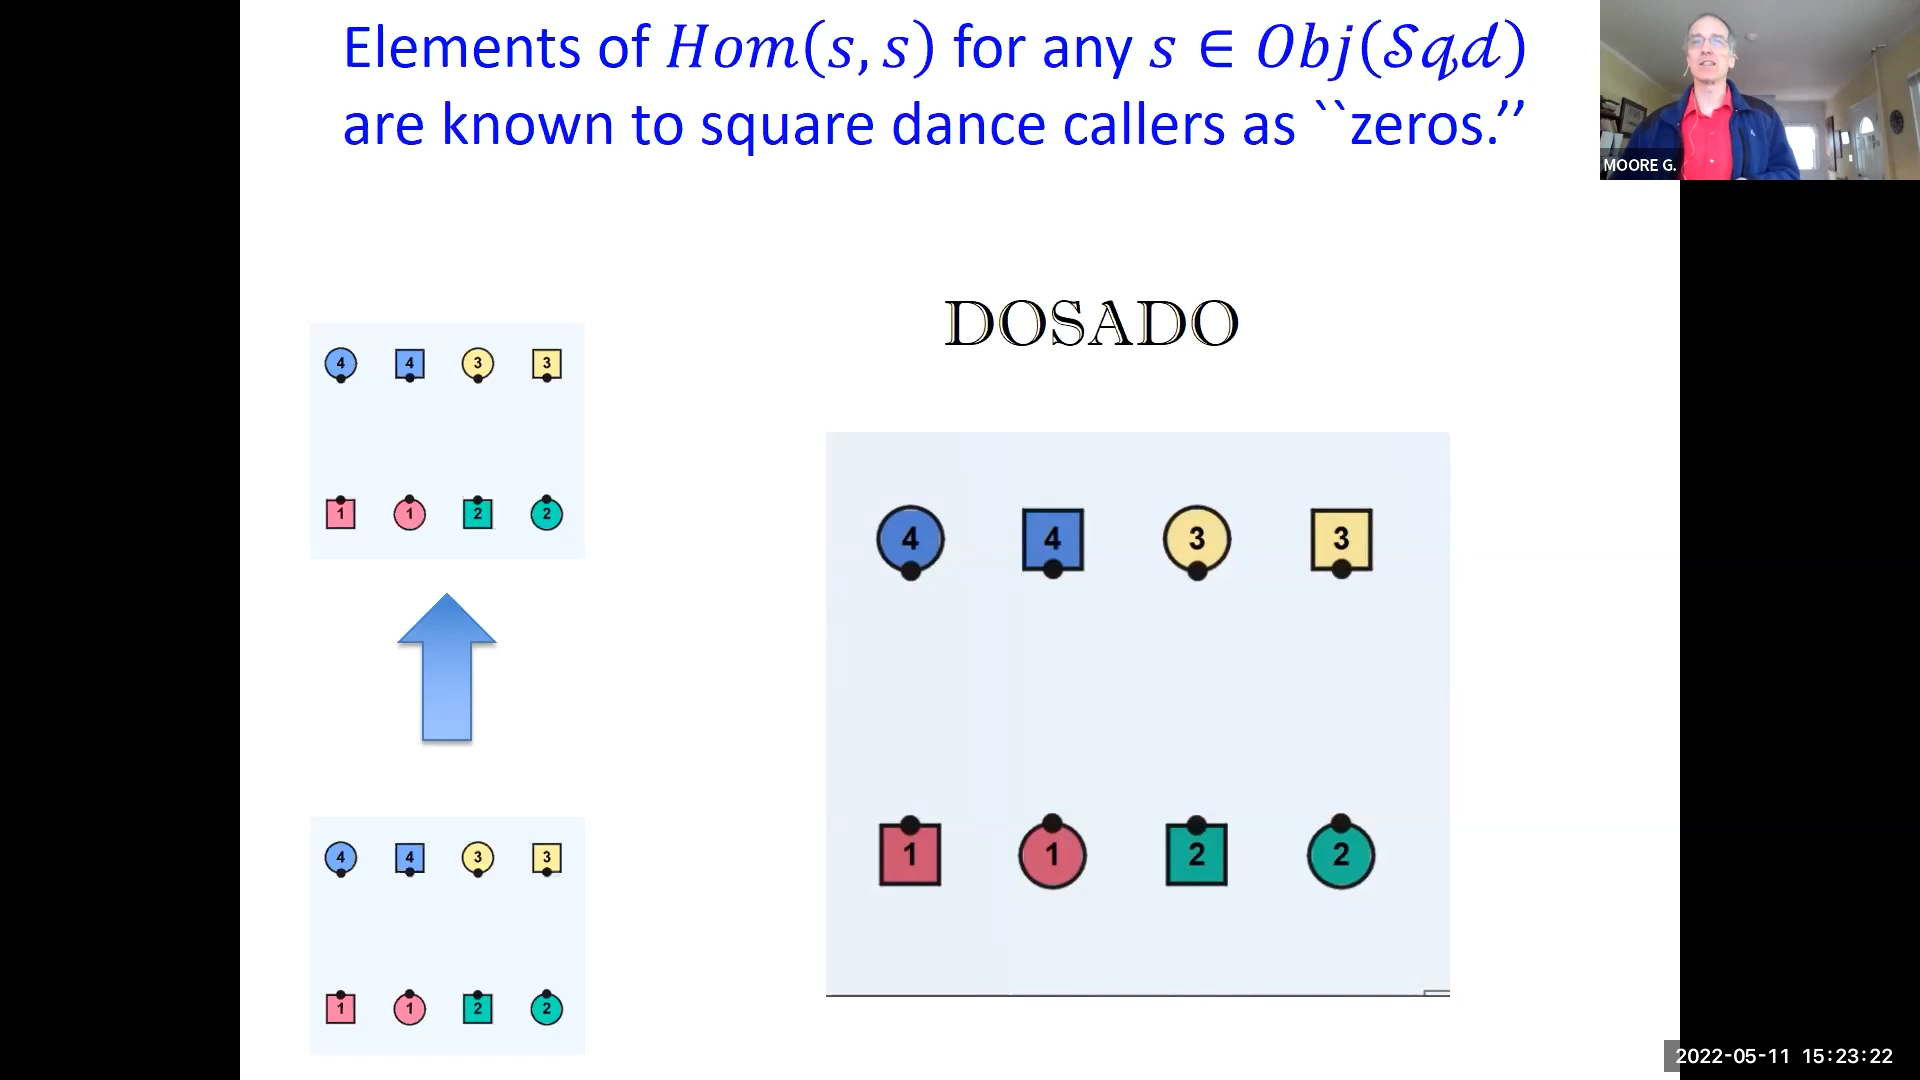 Elements of Hom(s, s) for any s ∈ Obj(Sqd)
are known to square dance callers as ``zeros.’’
MOORE G.
DOSADO
4 4 3 3
1 1 2 2
4 4 3 3
1 1 2 2
4 4 3 3
1 1 2 2
2022-05-11 15:23:22